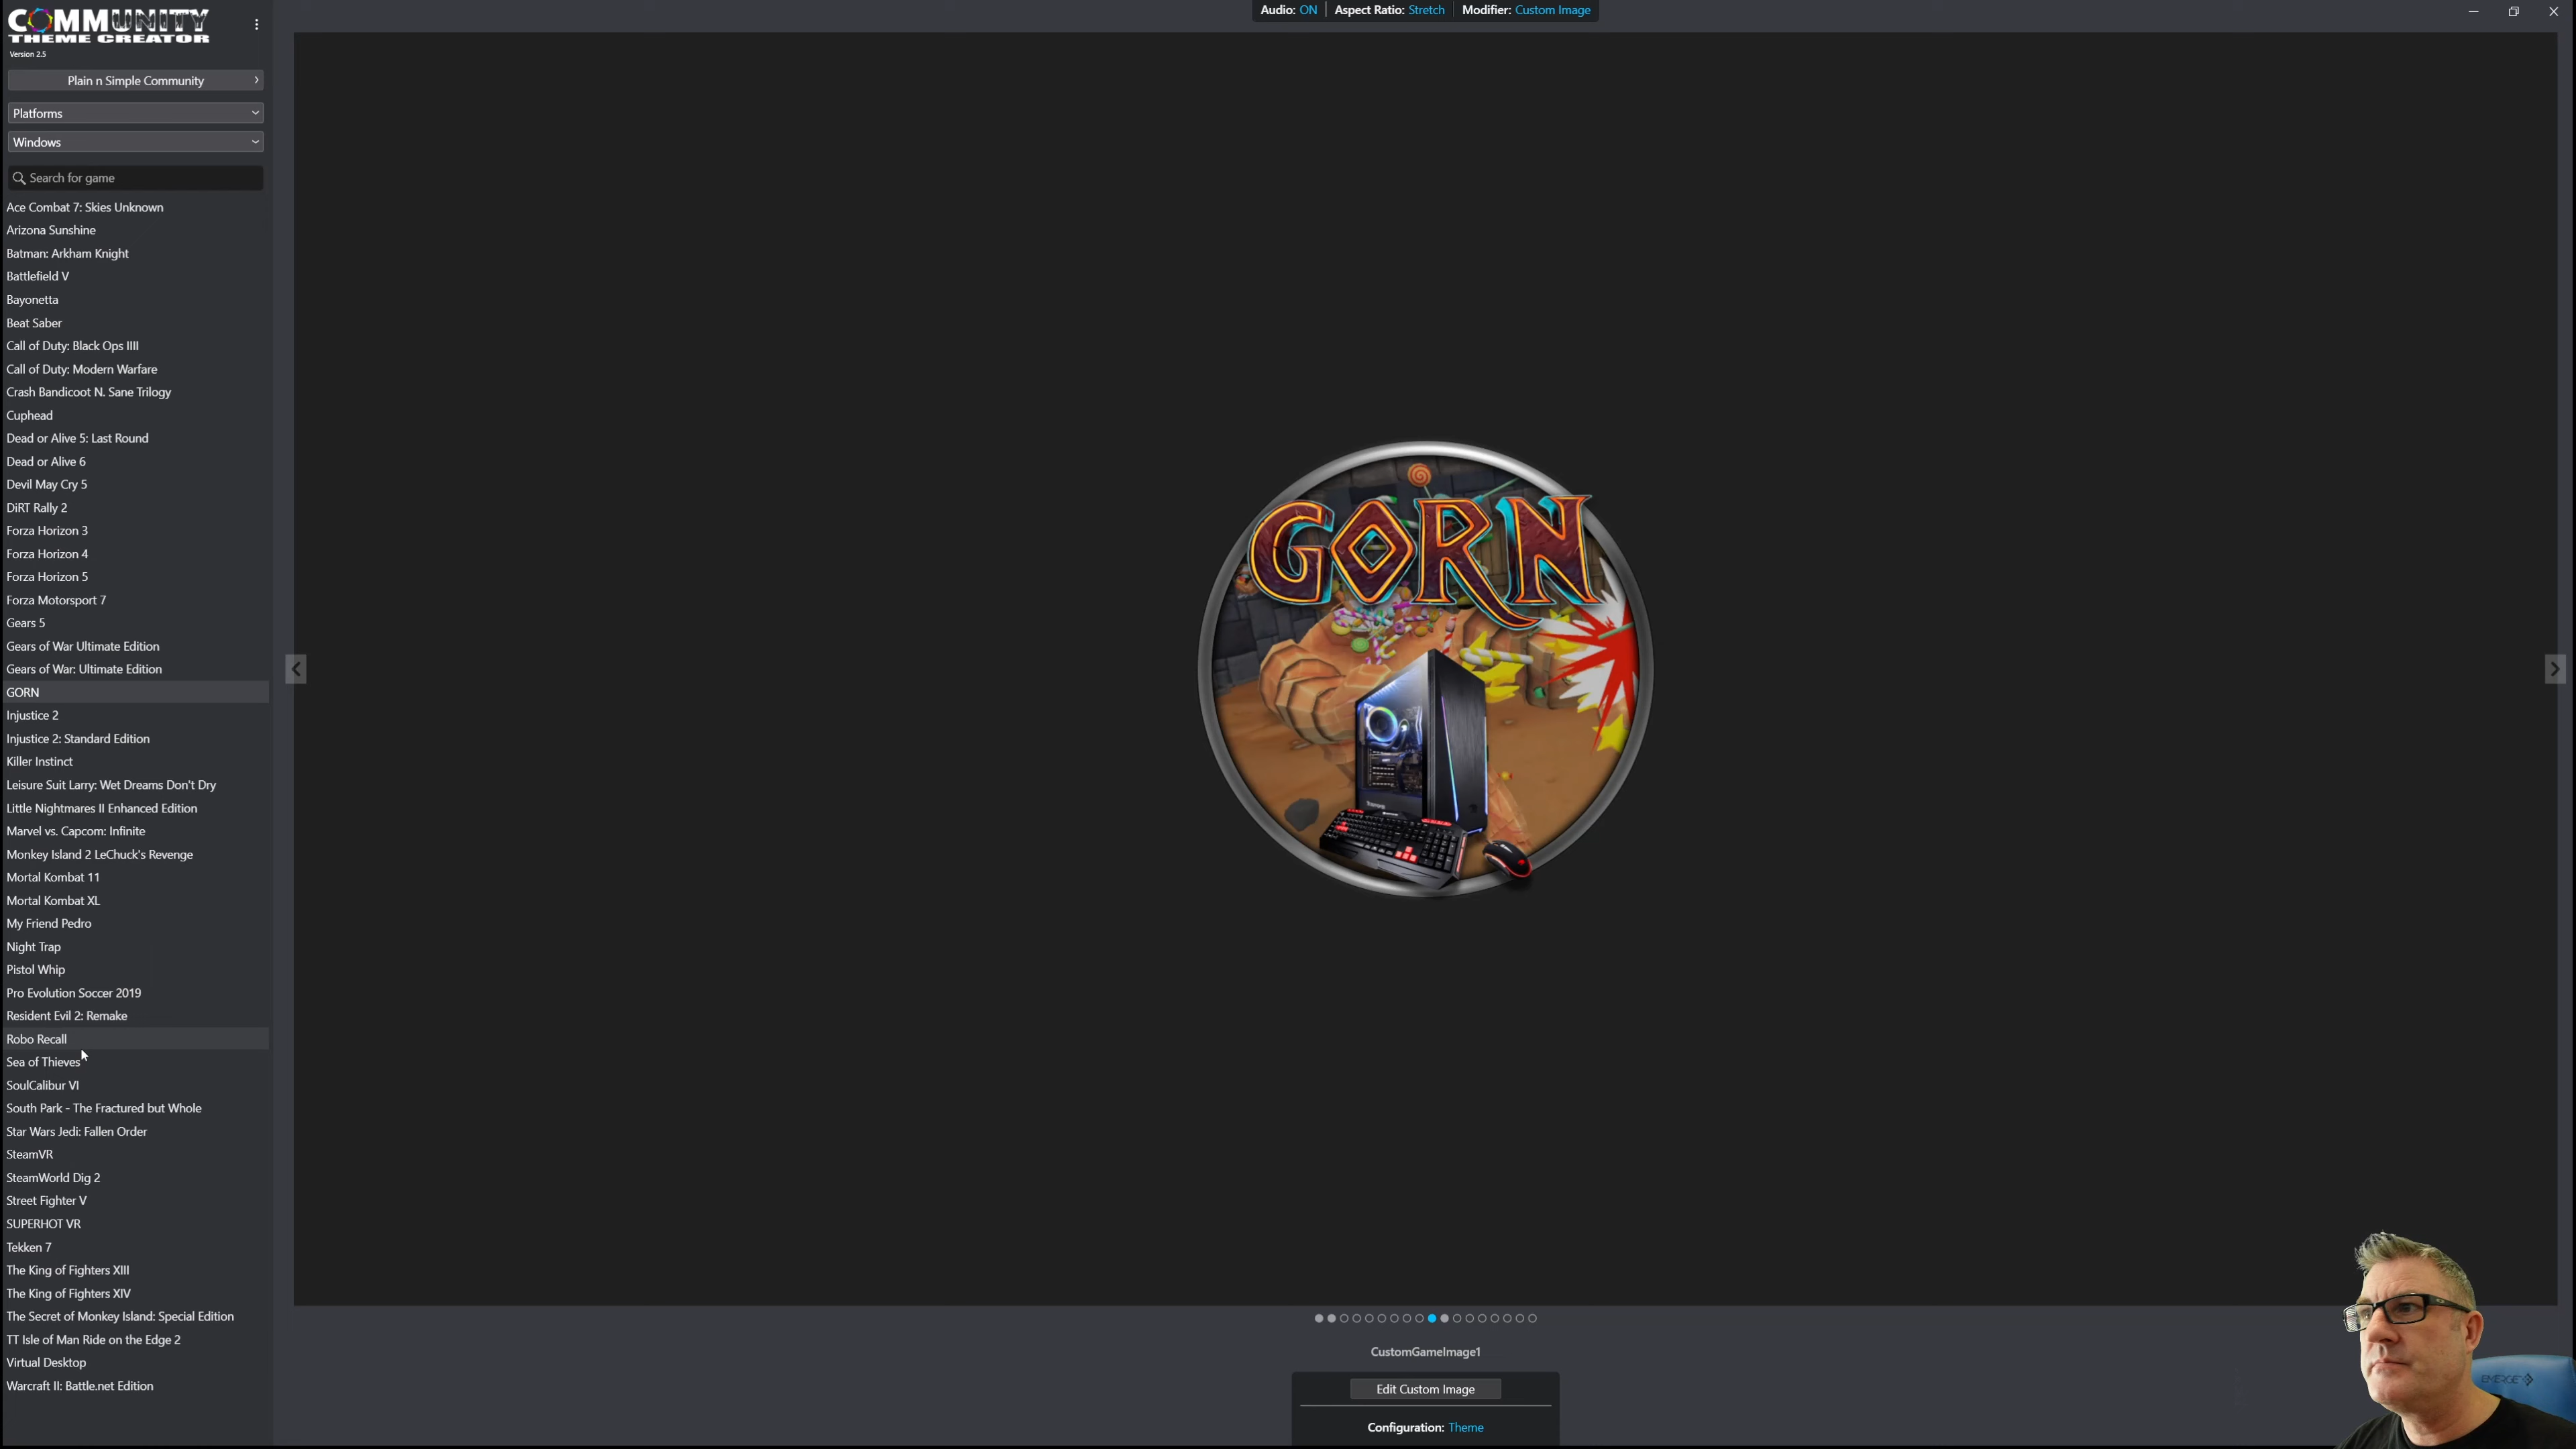 COMMUNITY
THEME CREATOR
Version 2.5
Plain n Simple Community
Platforms
Windows
Search for game
Ace Combat 7: Skies Unknown
Arizona Sunshine
Batman: Arkham Knight
Battlefield V
Bayonetta
Beat Saber
Call of Duty: Black Ops IIII
Call of Duty: Modern Warfare
Crash Bandicoot N. Sane Trilogy
Cuphead
Dead or Alive 5: Last Round
Dead or Alive 6
Devil May Cry 5
DiRT Rally 2
Forza Horizon 3
Forza Horizon 4
Forza Horizon 5
Forza Motorsport 7
Gears 5
Gears of War Ultimate Edition
Gears of War: Ultimate Edition
GORN
Injustice 2
Injustice 2: Standard Edition
Killer Instinct
Leisure Suit Larry: Wet Dreams Don't Dry
Little Nightmares II Enhanced Edition
Marvel vs. Capcom: Infinite
Monkey Island 2 LeChuck's Revenge
Mortal Kombat 11
Mortal Kombat XL
My Friend Pedro
Night Trap
Pistol Whip
Pro Evolution Soccer 2019
Resident Evil 2: Remake
Robo Recall
Sea of Thieves
SoulCalibur VI
South Park - The Fractured but Whole
Star Wars Jedi: Fallen Order
SteamVR
SteamWorld Dig 2
Street Fighter V
SUPERHOT VR
Tekken 7
The King of Fighters XIII
The King of Fighters XIV
The Secret of Monkey Island: Special Edition
TT Isle of Man Ride on the Edge 2
Virtual Desktop
Warcraft II: Battle.net Edition
Audio: ON | Aspect Ratio: Stretch | Modifier: Custom Image
GORN
CustomGameImage1
Edit Custom Image
Configuration: Theme
EMERGE